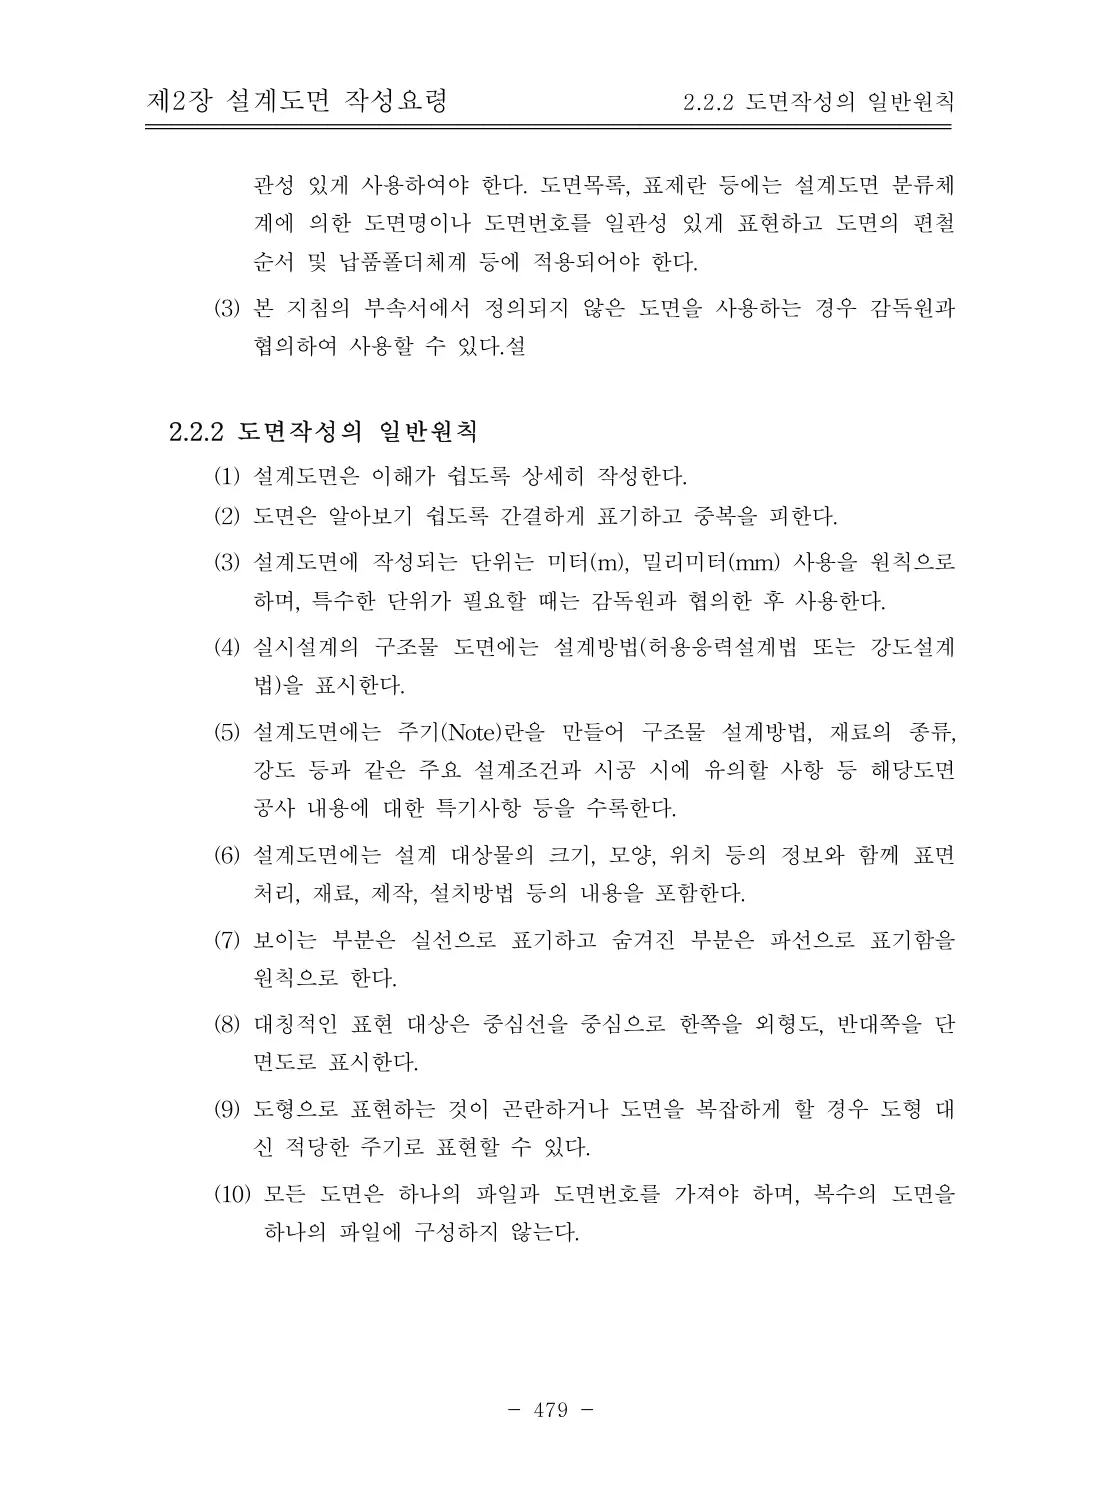 제2장 설계도면 작성요령
2.2.2 도면작성의 일반원칙
관성 있게 사용하여야 한다. 도면목록, 표제란 등에는 설계도면 분류체
계에 의한 도면명이나 도면번호를 일관성 있게 표현하고 도면의 편철
순서 및 납품폴더체계 등에 적용되어야 한다.
(3) 본 지침의 부속서에서 정의되지 않은 도면을 사용하는 경우 감독원과
협의하여 사용할 수 있다.설
2.2.2 도면작성의 일반원칙
(1) 설계도면은 이해가 쉽도록 상세히 작성한다.
(2) 도면은 알아보기 쉽도록 간결하게 표기하고 중복을 피한다.
(3) 설계도면에 작성되는 단위는 미터(m), 밀리미터(mm) 사용을 원칙으로
하며, 특수한 단위가 필요할 때는 감독원과 협의한 후 사용한다.
(4) 실시설계의 구조물 도면에는 설계방법(허용응력설계법 또는 강도설계
법)을 표시한다.
(5) 설계도면에는 주기(Note)란을 만들어 구조물 설계방법, 재료의 종류,
강도 등과 같은 주요 설계조건과 시공 시에 유의할 사항 등 해당도면
공사 내용에 대한 특기사항 등을 수록한다.
(6) 설계도면에는 설계 대상물의 크기, 모양, 위치 등의 정보와 함께 표면
처리, 재료, 제작, 설치방법 등의 내용을 포함한다.
(7) 보이는 부분은 실선으로 표기하고 숨겨진 부분은 파선으로 표기함을
원칙으로 한다.
(8) 대칭적인 표현 대상은 중심선을 중심으로 한쪽을 외형도, 반대쪽을 단
면도로 표시한다.
(9) 도형으로 표현하는 것이 곤란하거나 도면을 복잡하게 할 경우 도형 대
신 적당한 주기로 표현할 수 있다.
(10) 모든 도면은 하나의 파일과 도면번호를 가져야 하며, 복수의 도면을
하나의 파일에 구성하지 않는다.
- 479 -